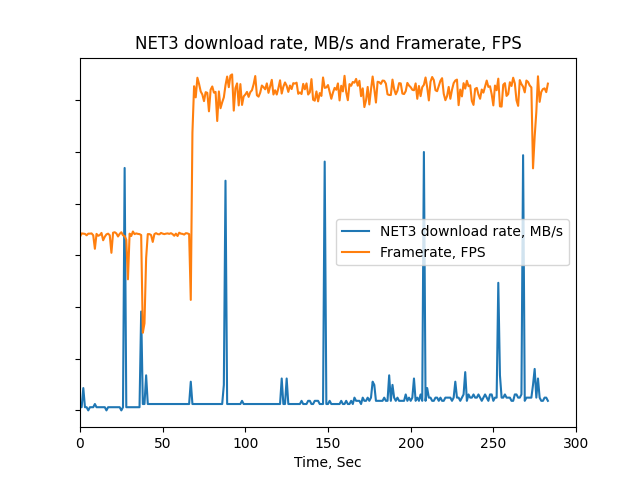 NET3 download rate, MB/s and Framerate, FPS
NET3 download rate, MB/s
Framerate, FPS
0 50 100 150 200 250 300
Time, Sec